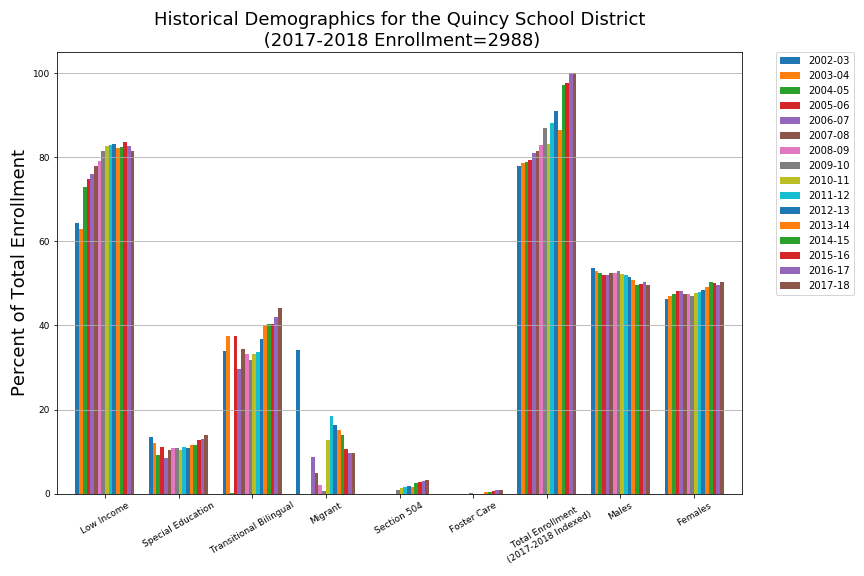 Historical Demographics for the Quincy School District
(2017-2018 Enrollment=2988)
Percent of Total Enrollment
100
80
60
40
20
0
Low Income
Special Education
Transitional Bilingual
Migrant
Section 504
Foster Care
Total Enrollment
(2017-2018 Indexed)
Males
Females
2002-03
2003-04
2004-05
2005-06
2006-07
2007-08
2008-09
2009-10
2010-11
2011-12
2012-13
2013-14
2014-15
2015-16
2016-17
2017-18